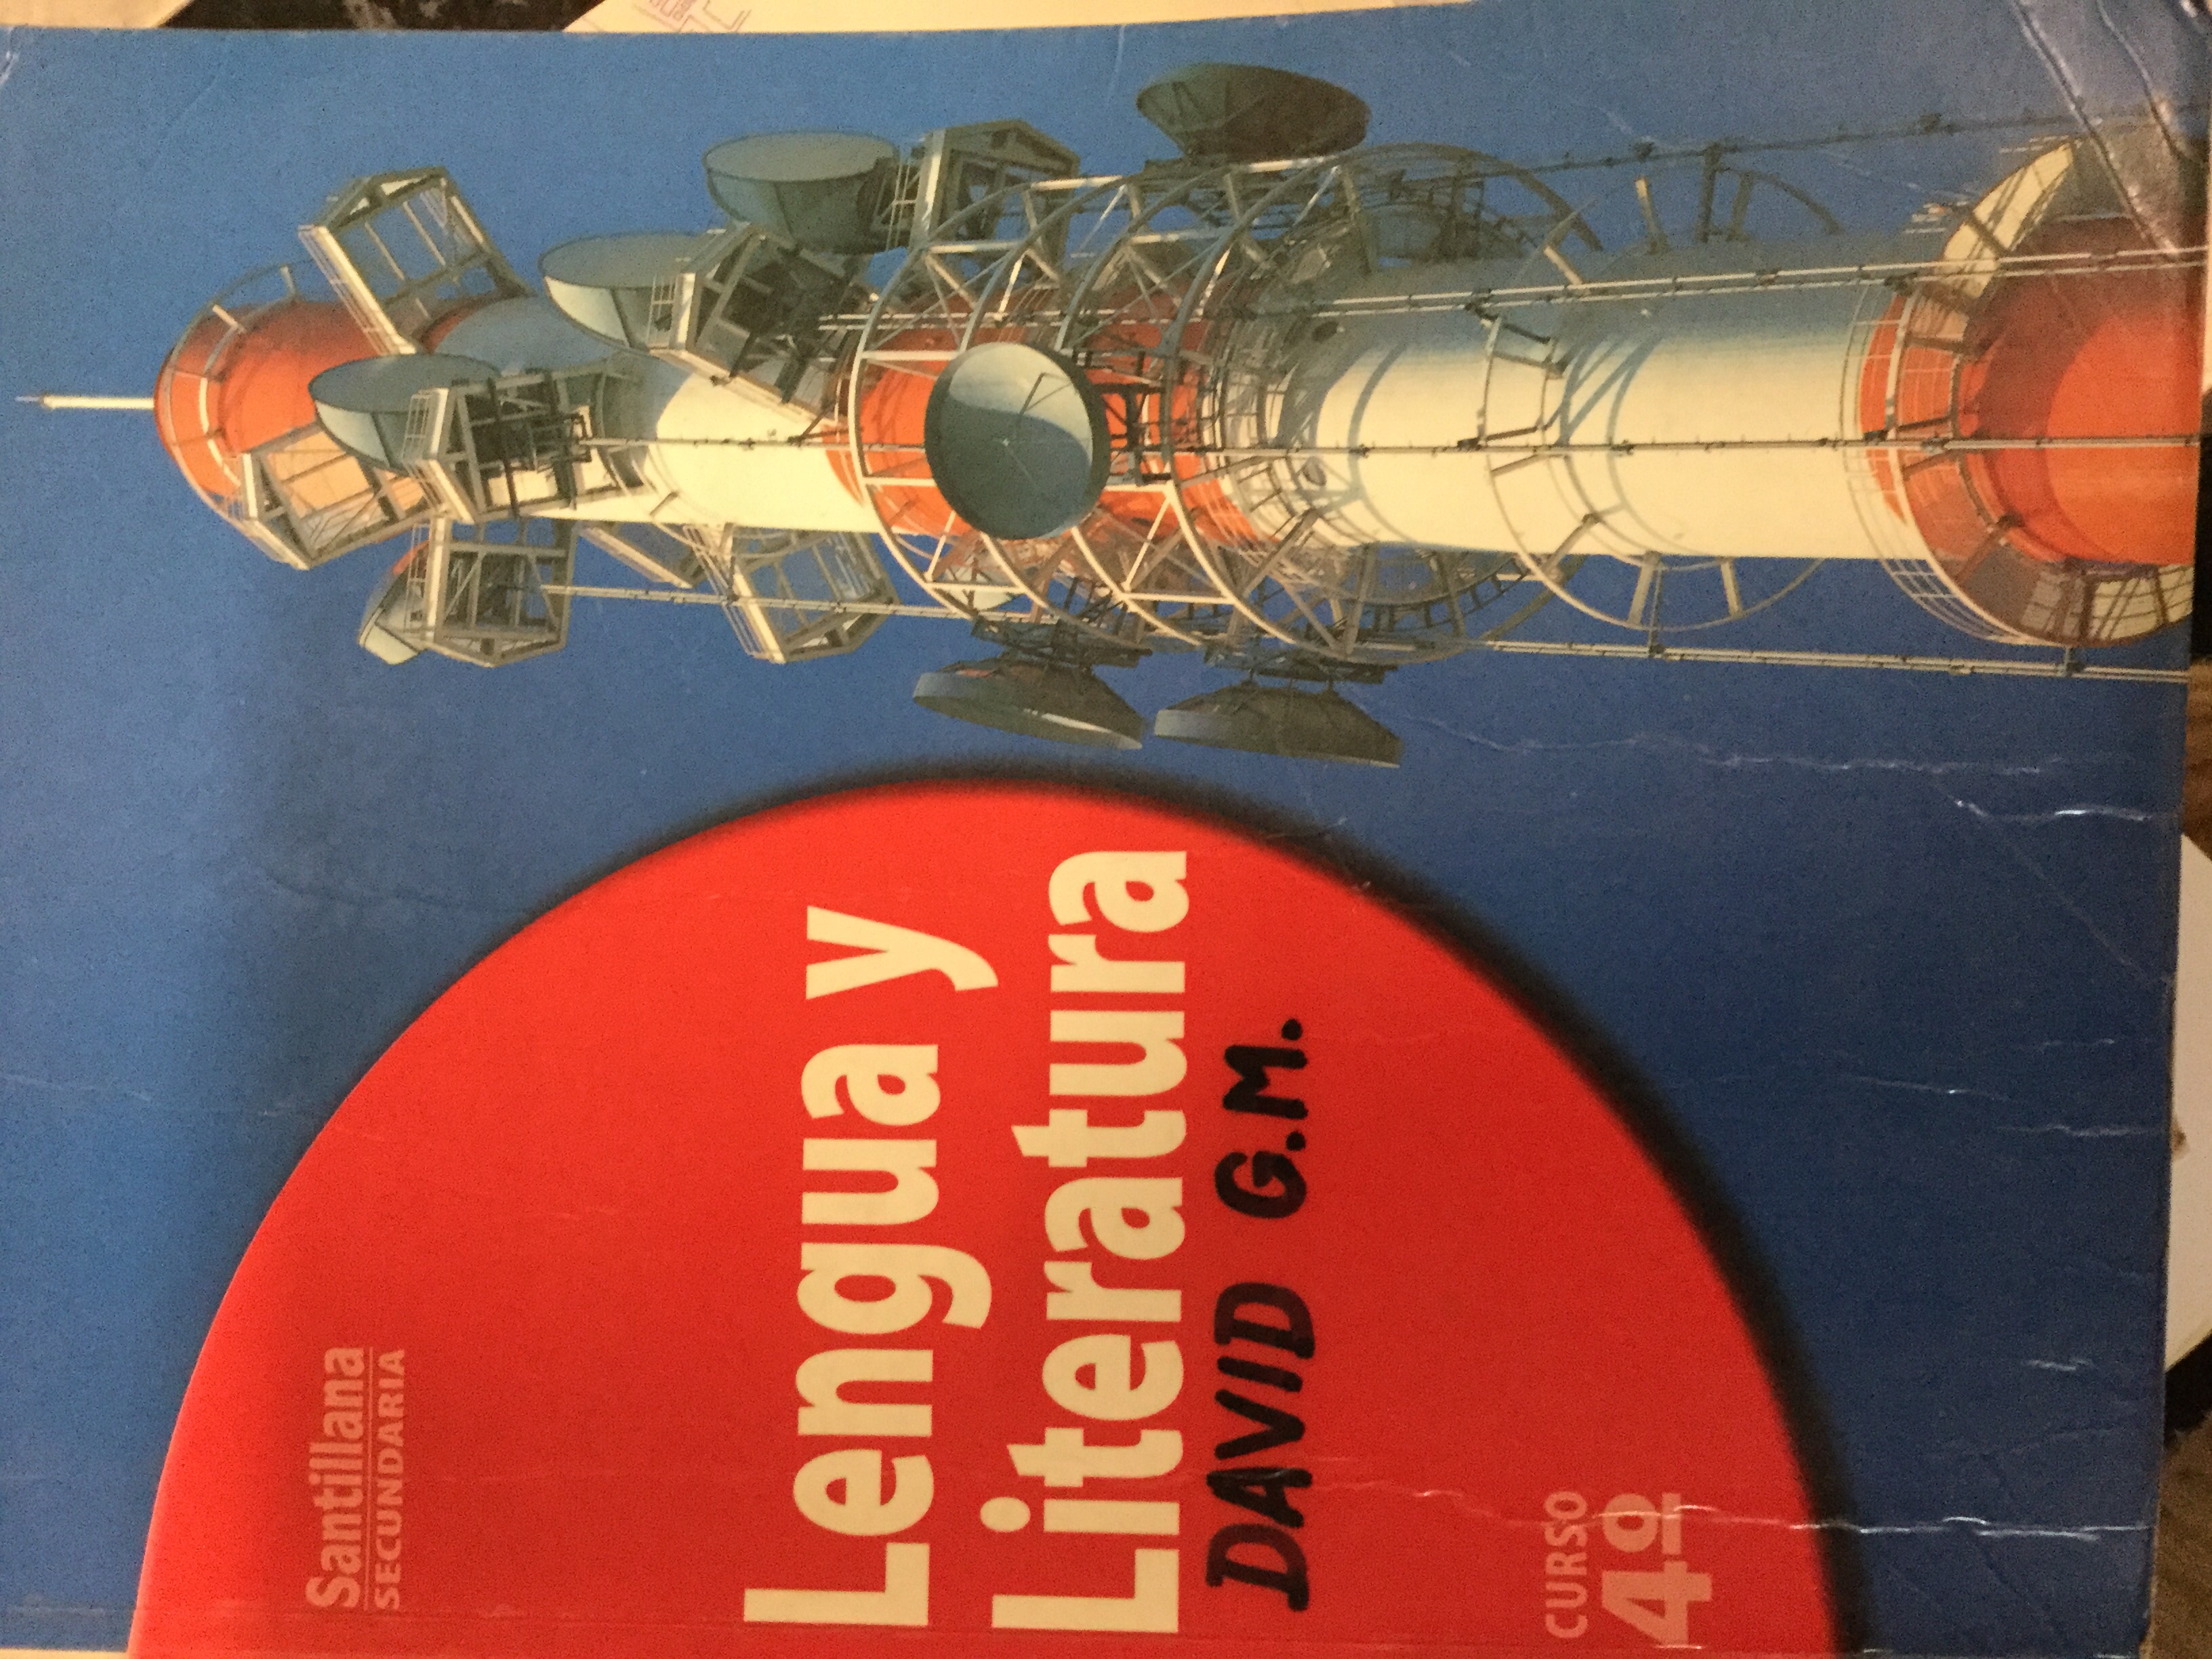 Santillana
SECUNDARIA
Lengua y
Literatura
DAVID G.M.
CURSO
4º